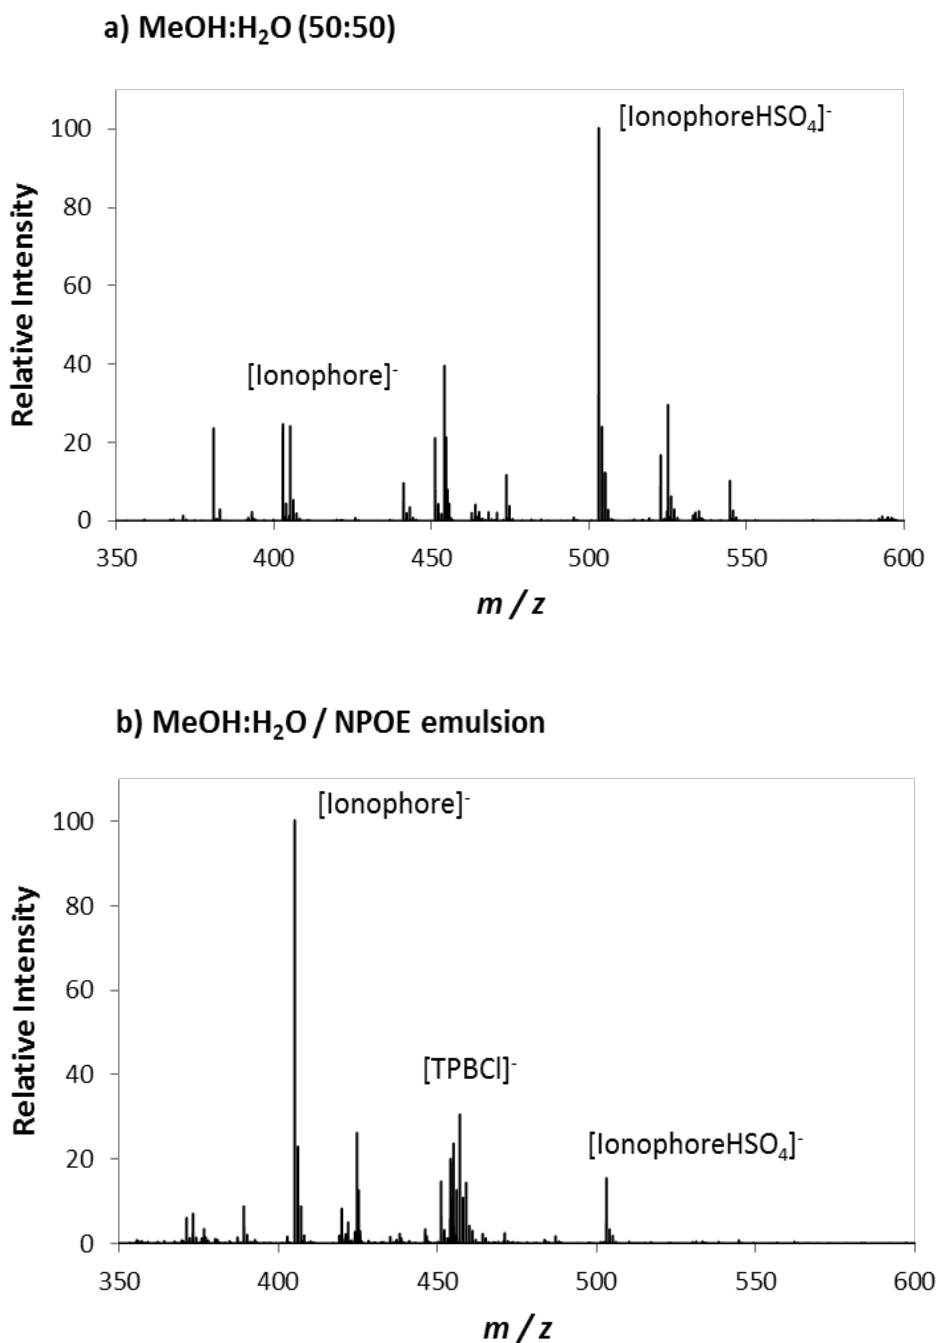 a) MeOH:H₂O (50:50)
[IonophoreHSO₄]⁻
100
80
60
40
20
0
Relative Intensity
[Ionophore]⁻
350 400 450 500 550 600
m / z
b) MeOH:H₂O / NPOE emulsion
[Ionophore]⁻
100
80
60
40
20
0
Relative Intensity
[TPBCl]⁻
[IonophoreHSO₄]⁻
350 400 450 500 550 600
m / z